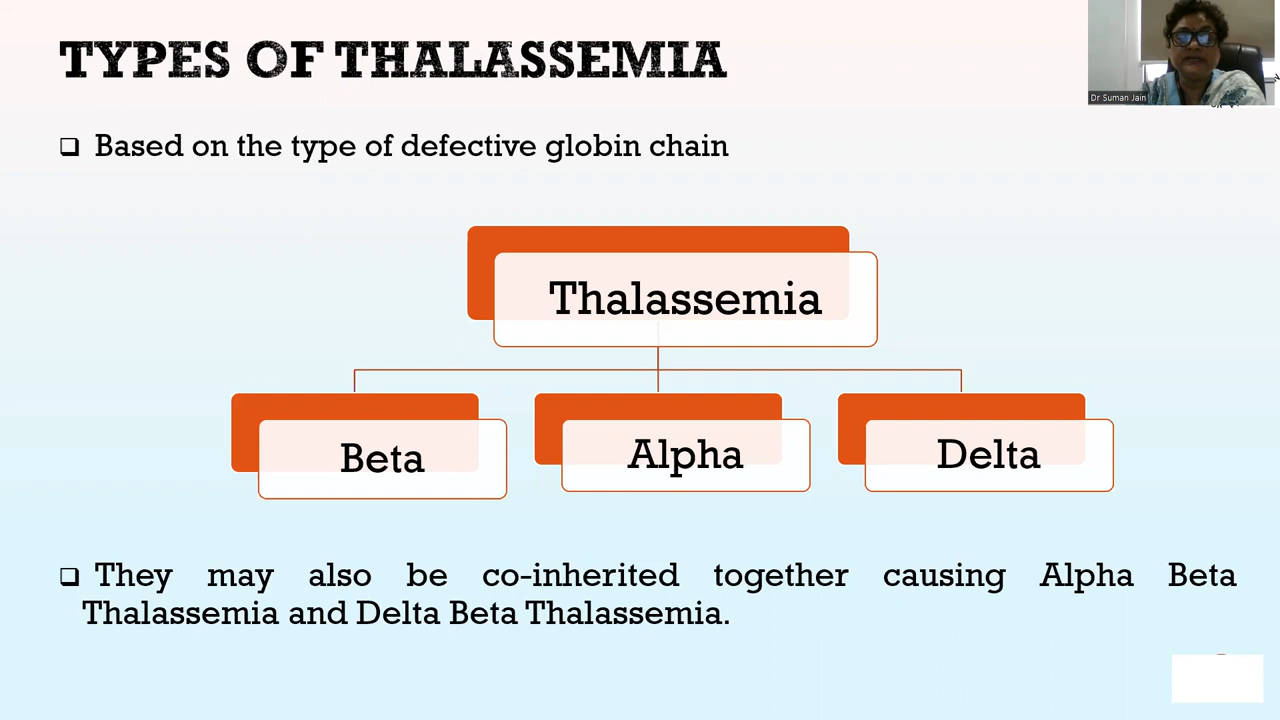 TYPES OF THALASSEMIA
Dr Suman Jain
Based on the type of defective globin chain
Thalassemia
Beta
Alpha
Delta
They may also be co-inherited together causing Alpha Beta
Thalassemia and Delta Beta Thalassemia.